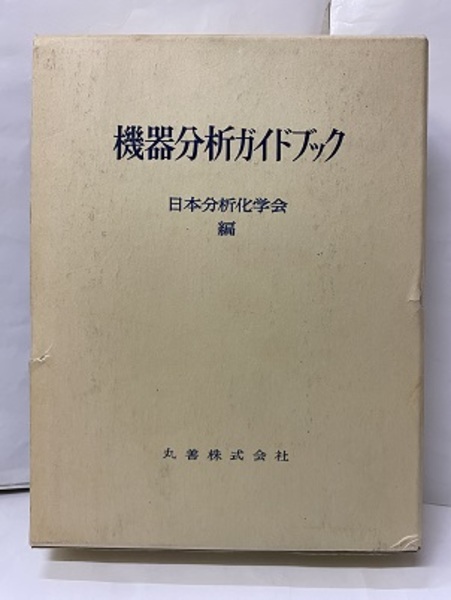 機器分析ガイドブック
日本分析化学会
編
丸善株式会社